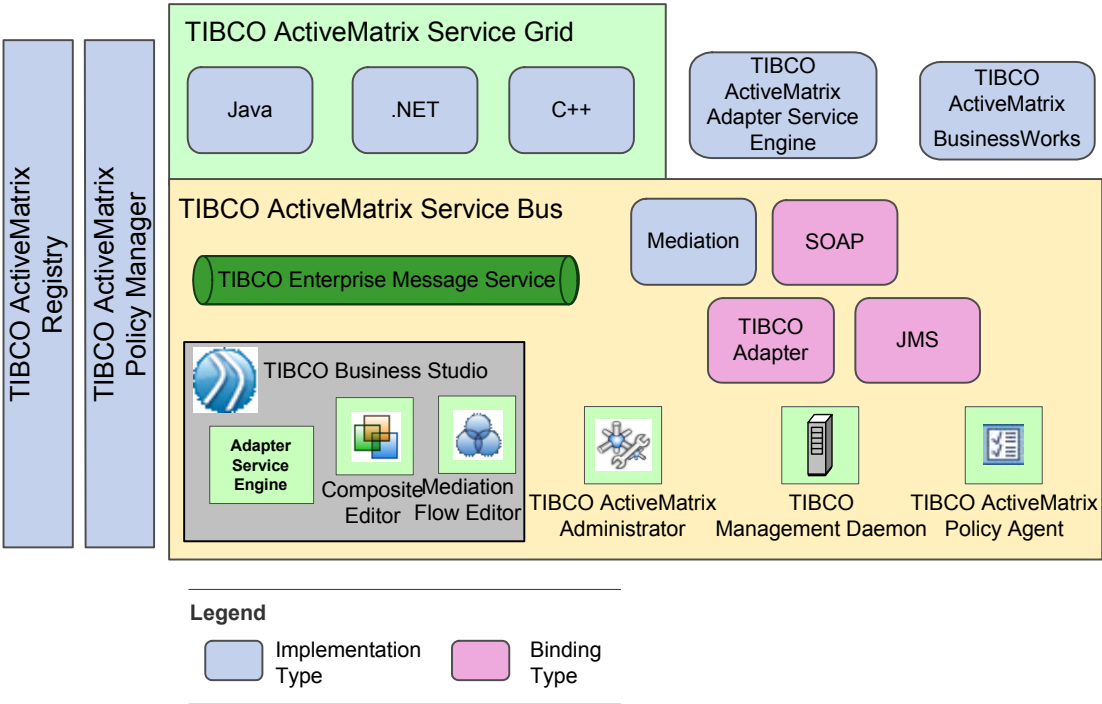 TIBCO ActiveMatrix
Registry
TIBCO ActiveMatrix
Policy Manager
TIBCO ActiveMatrix Service Grid
Java
.NET
C++
TIBCO
ActiveMatrix
Adapter Service
Engine
TIBCO
ActiveMatrix
BusinessWorks
TIBCO ActiveMatrix Service Bus
Mediation
SOAP
TIBCO Enterprise Message Service
TIBCO
Adapter
JMS
TIBCO Business Studio
Adapter
Service
Engine
Composite
Editor
Mediation
Flow Editor
TIBCO ActiveMatrix
Administrator
TIBCO
Management Daemon
TIBCO ActiveMatrix
Policy Agent
Legend
Implementation
Type
Binding
Type